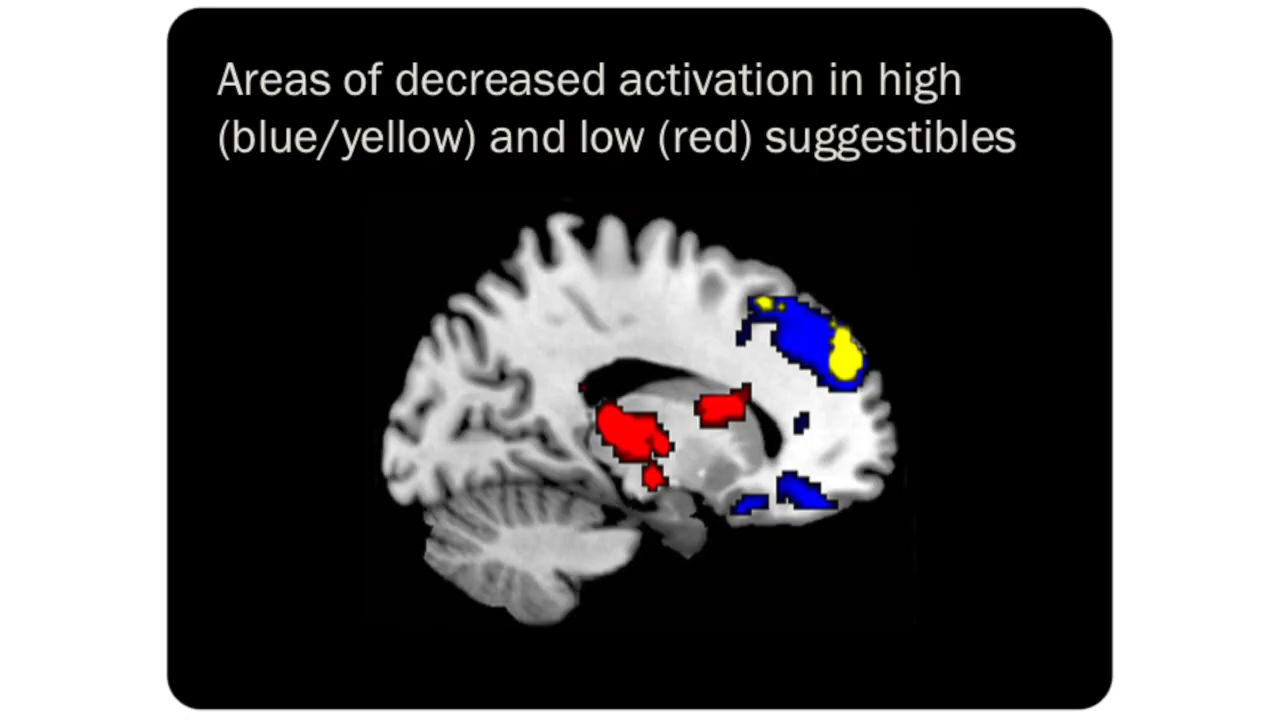 Areas of decreased activation in high
(blue/yellow) and low (red) suggestibles